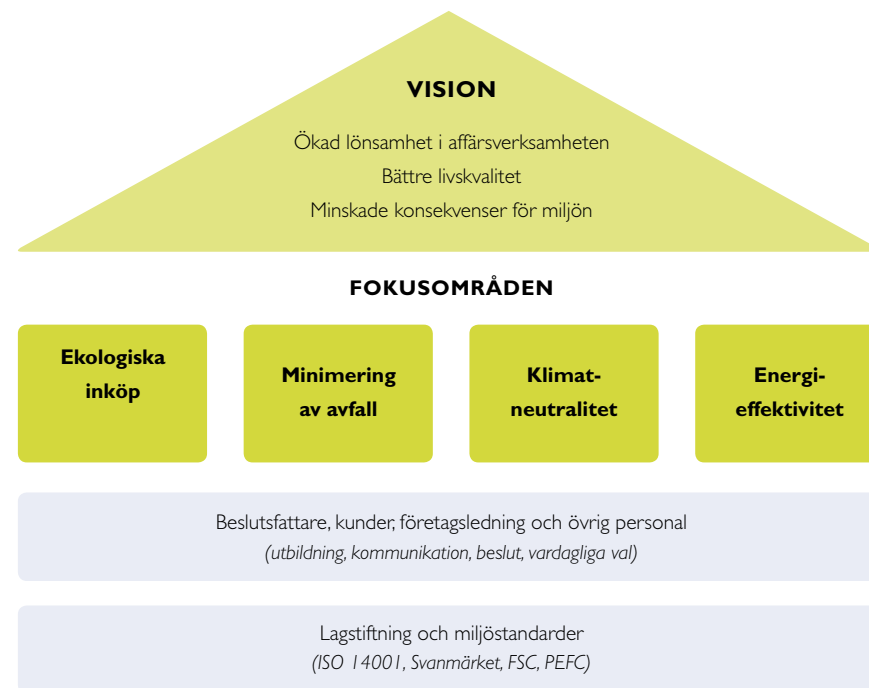 VISION
Ökad lönsamhet i affärsverksamheten
Bättre livskvalitet
Minskade konsekvenser för miljön
FOKUSOMRÅDEN
Ekologiska
inköp
Minimering
av avfall
Klimat-
neutralitet
Energi-
effektivitet
Beslutsfattare, kunder, företagsledning och övrig personal
(utbildning, kommunikation, beslut, vardagliga val)
Lagstiftning och miljöstandarder
(ISO 14001, Svanmärket, FSC, PEFC)